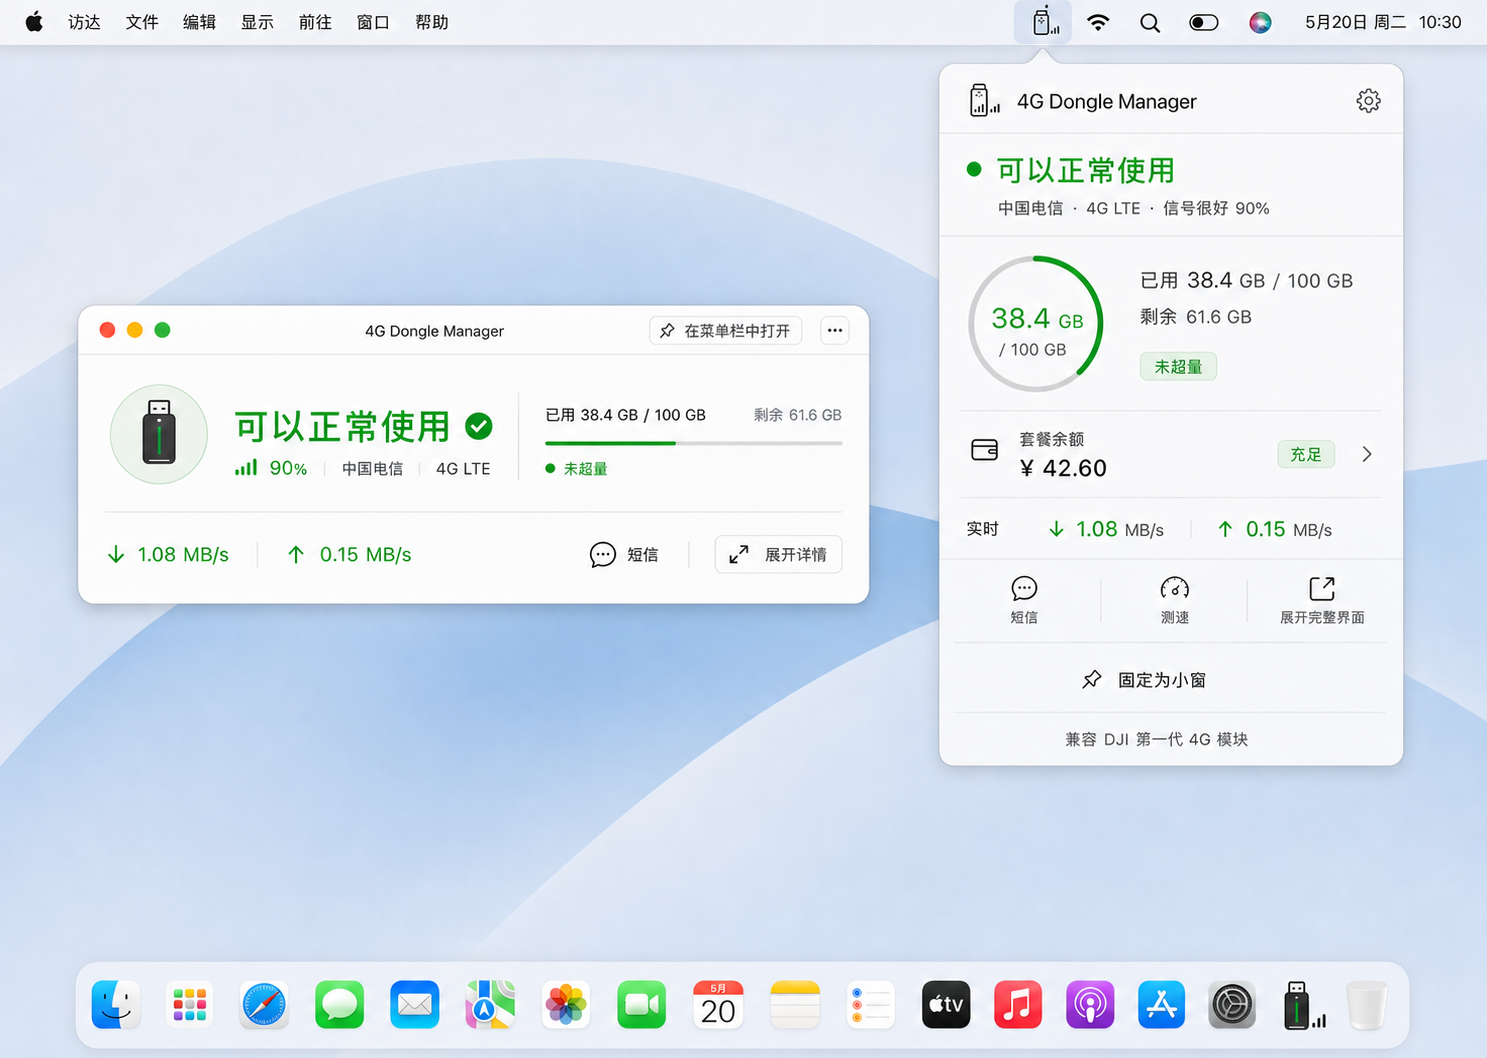 访达 文件 编辑 显示 前往 窗口 帮助 5月20日 周二 10:30
4G Dongle Manager 在菜单栏中打开
可以正常使用
90% 中国电信 4G LTE
已用 38.4 GB / 100 GB 剩余 61.6 GB
未超量
1.08 MB/s 0.15 MB/s 短信 展开详情
4G Dongle Manager
可以正常使用
中国电信 · 4G LTE · 信号很好 90%
38.4 GB
/ 100 GB
已用 38.4 GB / 100 GB
剩余 61.6 GB
未超量
套餐余额
¥ 42.60
充足
实时 1.08 MB/s 0.15 MB/s
短信 测速 展开完整界面
固定为小窗
兼容 DJI 第一代 4G 模块
5月
20
tv